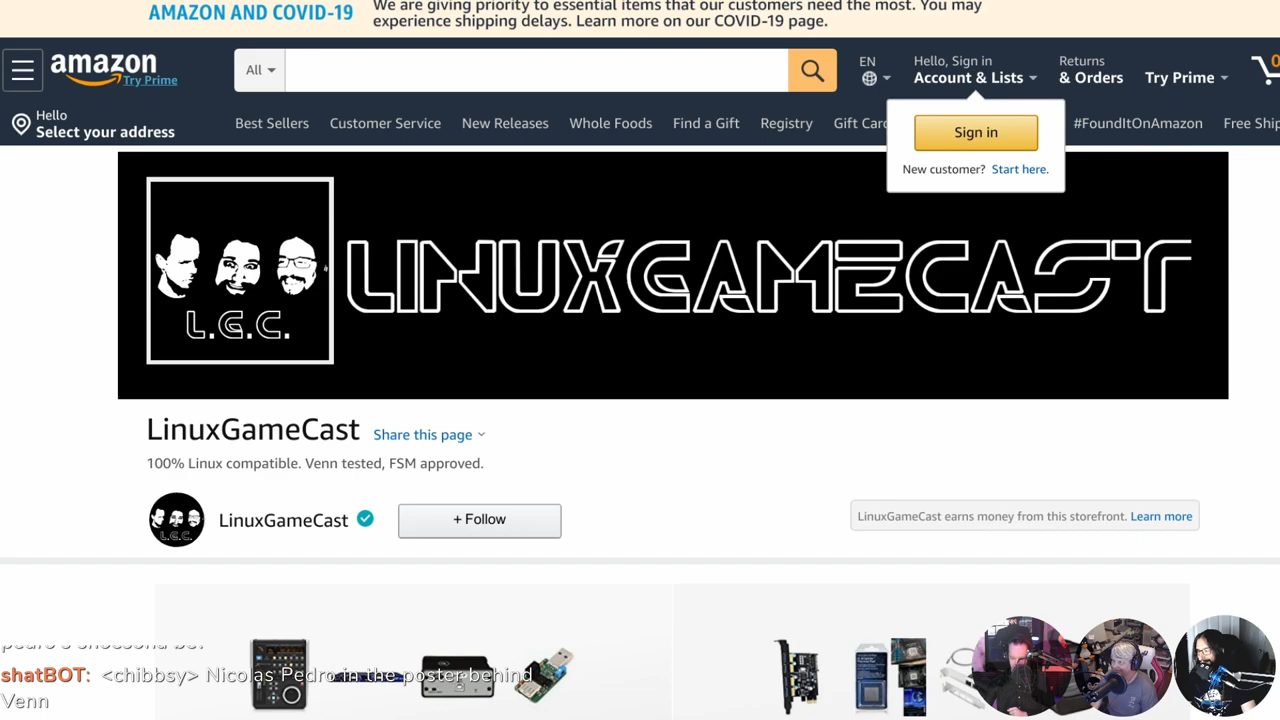 AMAZON AND COVID-19
We are giving priority to essential items that our customers need the most. You may
experience shipping delays. Learn more on our COVID-19 page.
amazon
Try Prime
All
EN
Hello, Sign in
Account & Lists
Returns
& Orders
Try Prime
0
Hello
Select your address
Best Sellers
Customer Service
New Releases
Whole Foods
Find a Gift
Registry
Gift Car
#FoundItOnAmazon
Free Ship
Sign in
New customer? Start here.
L.G.C.
LINUXGAMECAST
LinuxGameCast
Share this page
100% Linux compatible. Venn tested, FSM approved.
L.G.C.
LinuxGameCast
+ Follow
LinuxGameCast earns money from this storefront. Learn more
shatBOT: <chibbsy> Nicolas Pedro in the poster behind
Venn